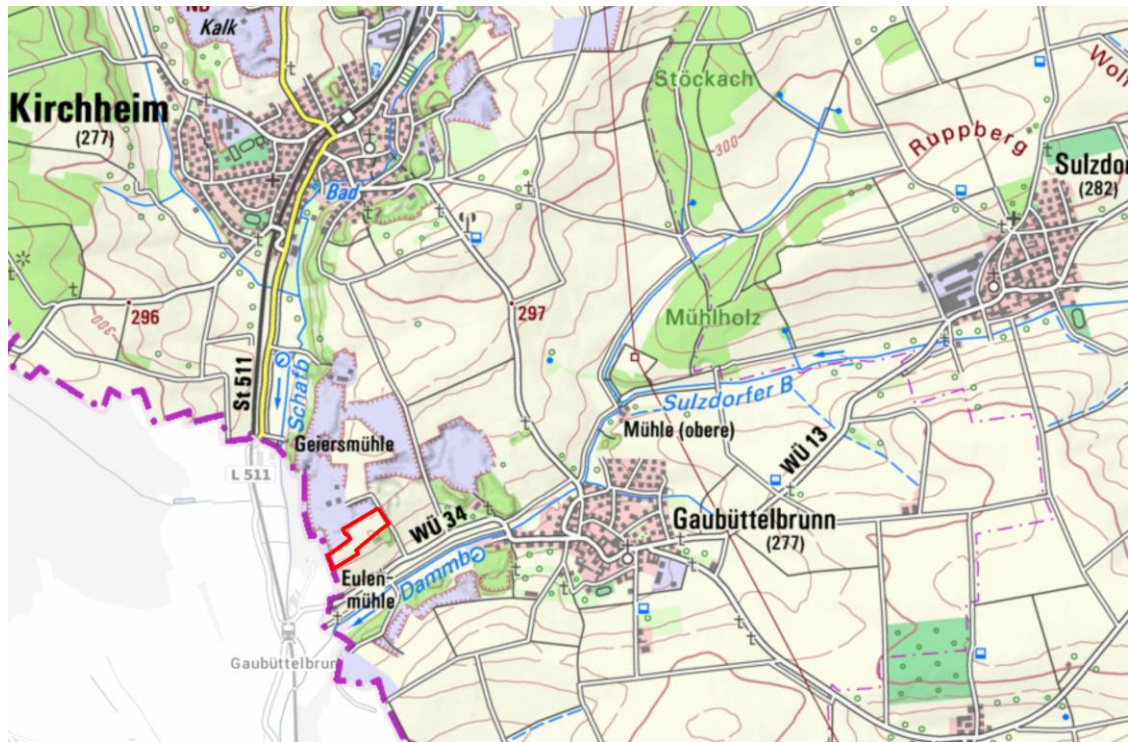 Kalk
Kirchheim
(277)
Bad
Stöckach
300
Ruppberg
Sulzdor
(282)
296
300
297
Mühlholz
St 511
Schafb
Sulzdorfer B
Mühle (obere)
WÜ 13
Geiersmühle
L 511
WÜ 34
Gaubüttelbrunn
(277)
Dammb
Eulen-
mühle
Gaubüttelbrun